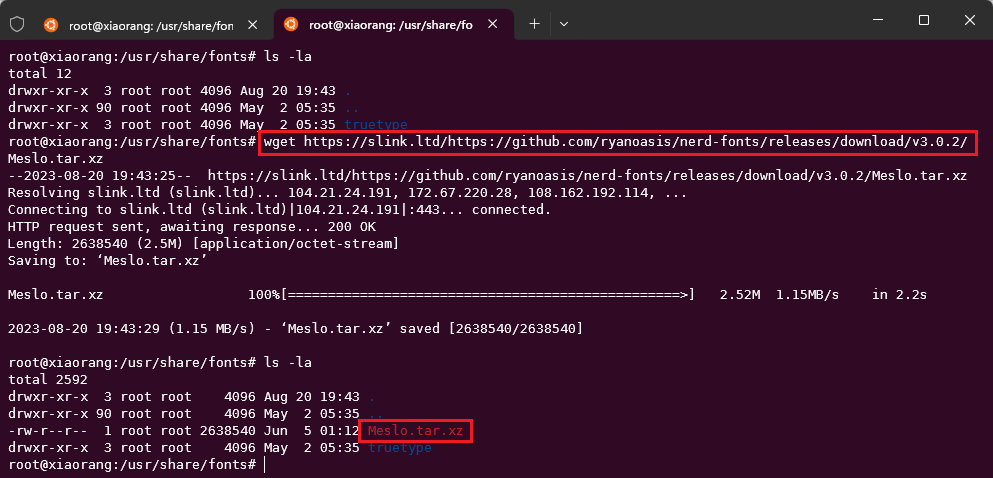 root@xiaorang: /usr/share/fon
root@xiaorang: /usr/share/fo
root@xiaorang:/usr/share/fonts# ls -la
total 12
drwxr-xr-x  3 root root 4096 Aug 20 19:43 .
drwxr-xr-x 90 root root 4096 May  2 05:35 ..
drwxr-xr-x  3 root root 4096 May  2 05:35 truetype
root@xiaorang:/usr/share/fonts# wget https://slink.ltd/https://github.com/ryanoasis/nerd-fonts/releases/download/v3.0.2/
Meslo.tar.xz
--2023-08-20 19:43:25--  https://slink.ltd/https://github.com/ryanoasis/nerd-fonts/releases/download/v3.0.2/Meslo.tar.xz
Resolving slink.ltd (slink.ltd)... 104.21.24.191, 172.67.220.28, 108.162.192.114, ...
Connecting to slink.ltd (slink.ltd)|104.21.24.191|:443... connected.
HTTP request sent, awaiting response... 200 OK
Length: 2638540 (2.5M) [application/octet-stream]
Saving to: ‘Meslo.tar.xz’
Meslo.tar.xz                  100%[=================================================>]   2.52M  1.15MB/s    in 2.2s
2023-08-20 19:43:29 (1.15 MB/s) - ‘Meslo.tar.xz’ saved [2638540/2638540]
root@xiaorang:/usr/share/fonts# ls -la
total 2592
drwxr-xr-x  3 root root    4096 Aug 20 19:43 .
drwxr-xr-x 90 root root    4096 May  2 05:35 ..
-rw-r--r--  1 root root 2638540 Jun  5 01:12 Meslo.tar.xz
drwxr-xr-x  3 root root    4096 May  2 05:35 truetype
root@xiaorang:/usr/share/fonts#